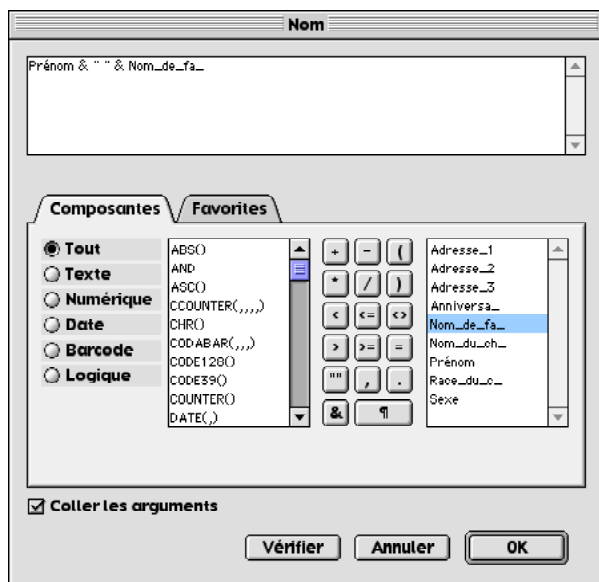 Nom
Prénom & " " & Nom_de_fa_
Composantes Favorites
Tout
Texte
Numérique
Date
Barcode
Logique
ABS()
AND
ASC()
CCOUNTER(,,,,)
CHR()
CODABAR(,,,)
CODE128()
CODE39()
COUNTER()
DATE(,)
+ - (
* / )
< <= <>
> >= =
"" , .
& ¶
Adresse_1
Adresse_2
Adresse_3
Anniversa_
Nom_de_fa_
Nom_du_ch_
Prénom
Race_du_c_
Sexe
Coller les arguments
Vérifier Annuler OK